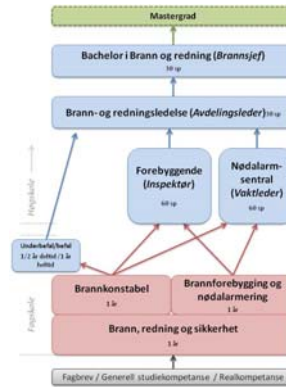 Mastergrad
Bachelor i Brann og redning (Brannsjef)
30 sp
Brann- og redningsledelse (Avdelingsleder) 30 sp
Høgskole
Forebyggende
(Inspektør)
60 sp
Nødalarm-
sentral
(Vaktleder)
60 sp
Underbefal/befal
1/2 år deltid /1 år
heltid
Fagskole
Brannkonstabel
1 år
Brannforebygging og
nødalarmering
1 år
Brann, redning og sikkerhet
1 år
Fagbrev / Generell studiekompetanse / Realkompetanse